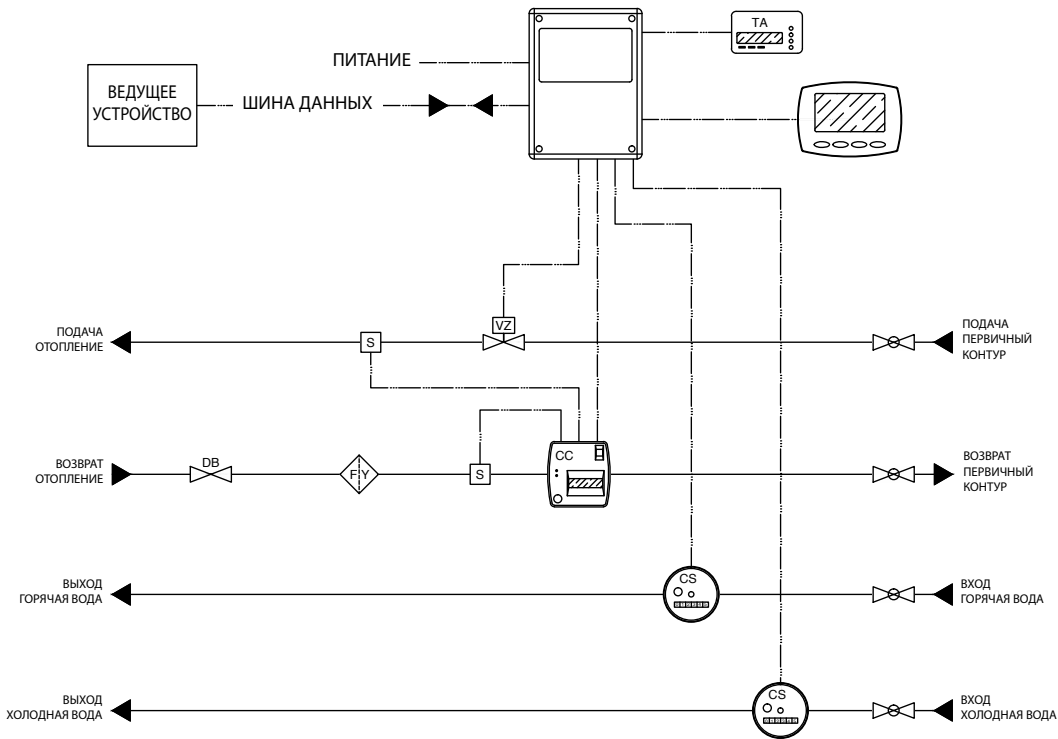 TA
ПИТАНИЕ
ВЕДУЩЕЕ
УСТРОЙСТВО
ШИНА ДАННЫХ
VZ
ПОДАЧА
ОТОПЛЕНИЕ
S
ПОДАЧА
ПЕРВИЧНЫЙ
КОНТУР
ВОЗВРАТ
ОТОПЛЕНИЕ
DB
F Y
S
CC
ВОЗВРАТ
ПЕРВИЧНЫЙ
КОНТУР
ВЫХОД
ГОРЯЧАЯ ВОДА
CS
ВХОД
ГОРЯЧАЯ ВОДА
ВЫХОД
ХОЛОДНАЯ ВОДА
CS
ВХОД
ХОЛОДНАЯ ВОДА